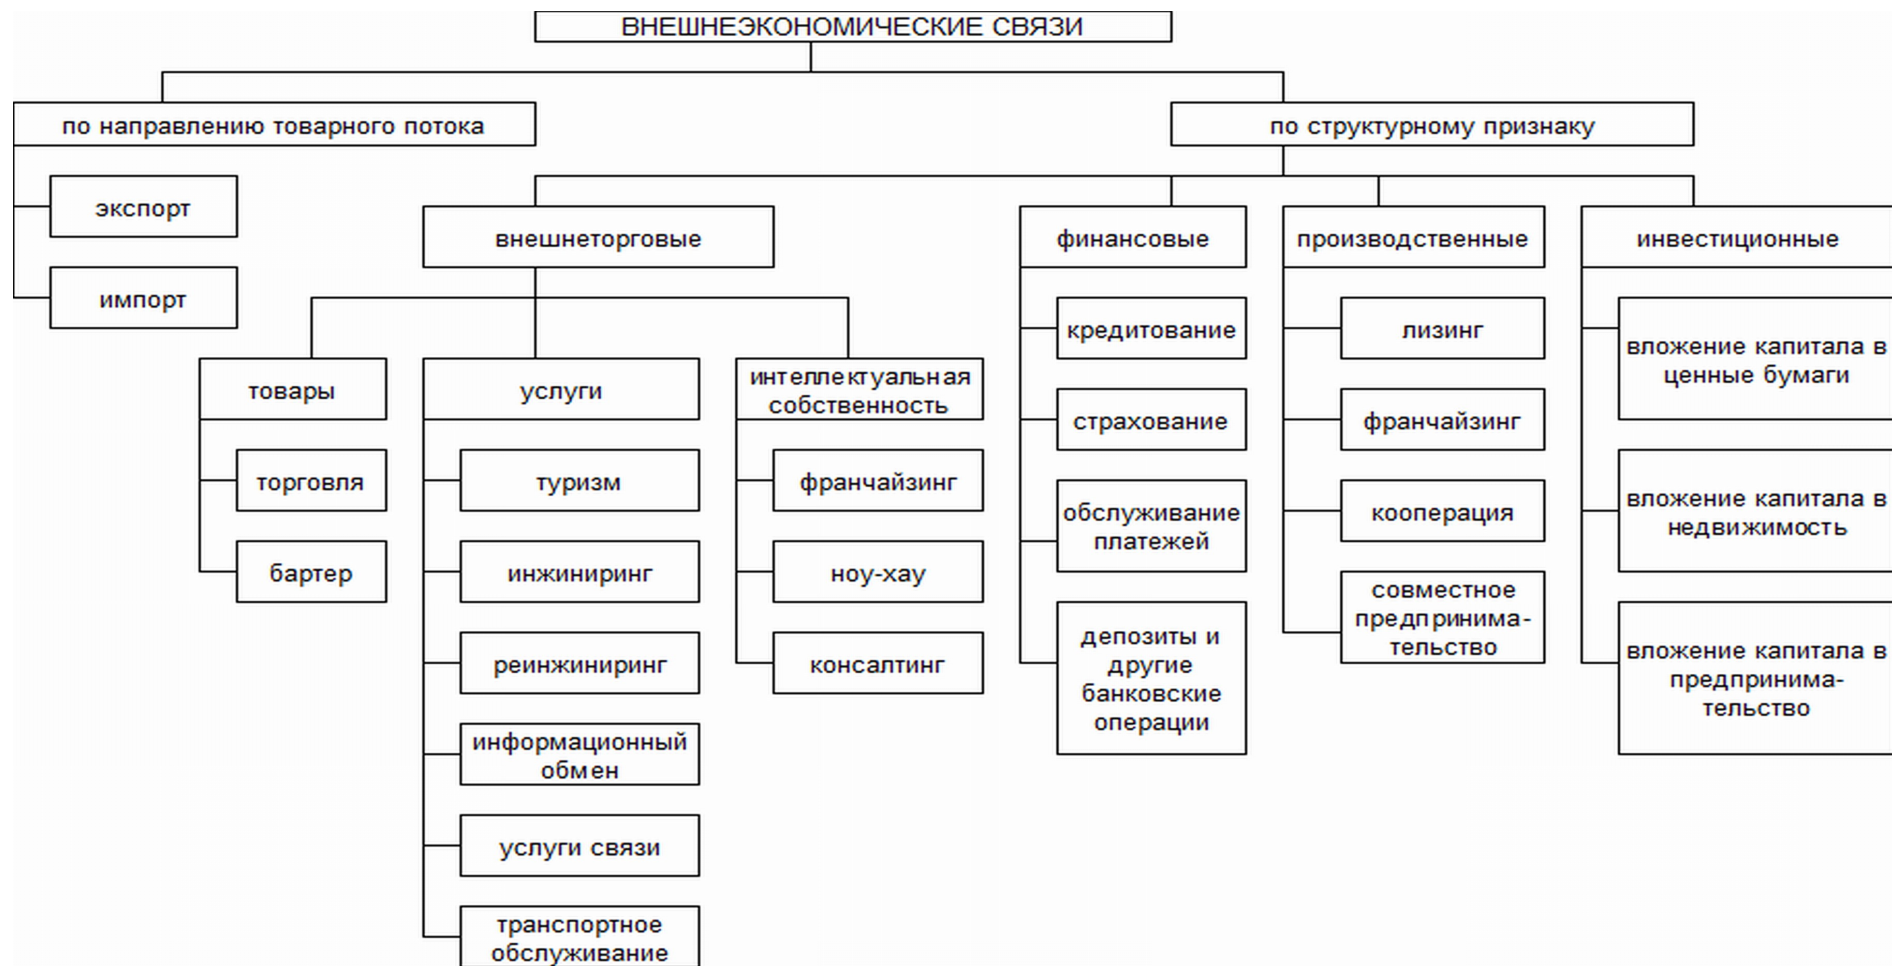 ВНЕШНЕЭКОНОМИЧЕСКИЕ СВЯЗИ
по направлению товарного потока
экспорт
импорт
по структурному признаку
внешнеторговые
товары
торговля
бартер
услуги
туризм
инжиниринг
реинжиниринг
информационный
обмен
услуги связи
транспортное
обслуживание
интеллектуальная
собственность
франчайзинг
ноу-хау
консалтинг
финансовые
кредитование
страхование
обслуживание
платежей
депозиты и
другие
банковские
операции
производственные
лизинг
франчайзинг
кооперация
совместное
предпринима-
тельство
инвестиционные
вложение капитала в
ценные бумаги
вложение капитала в
недвижимость
вложение капитала в
предпринима-
тельство